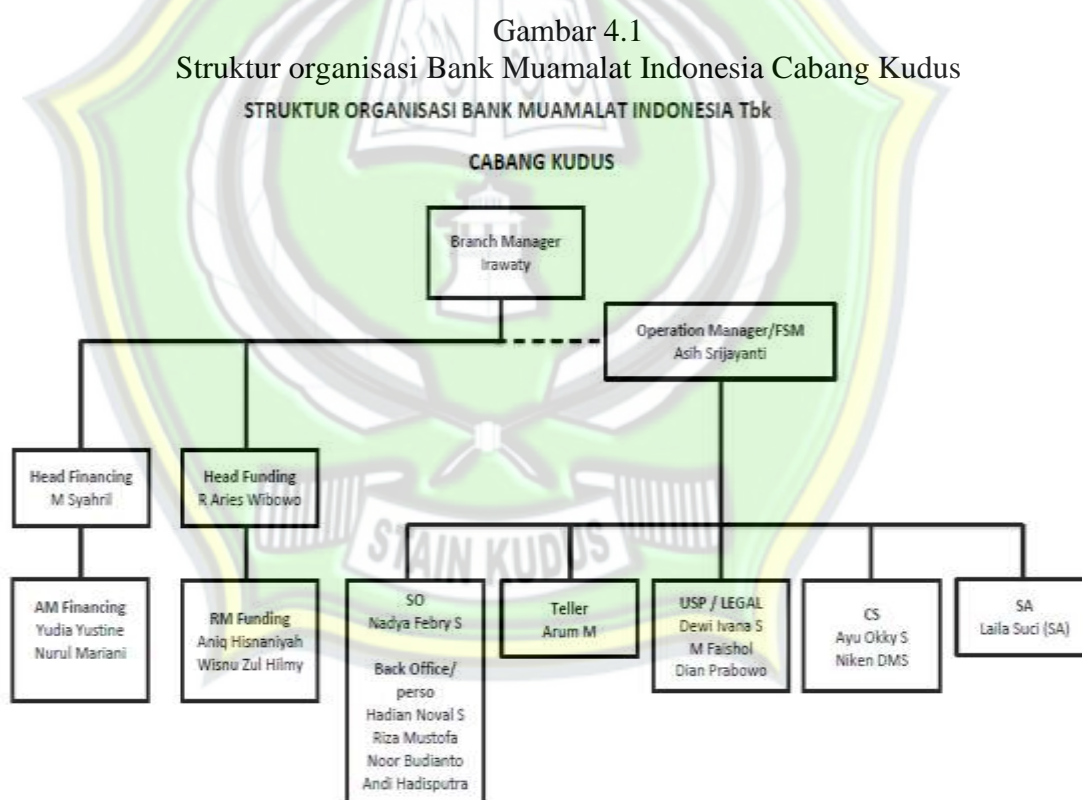 Gambar 4.1
Struktur organisasi Bank Muamalat Indonesia Cabang Kudus
STRUKTUR ORGANISASI BANK MUAMALAT INDONESIA Tbk
CABANG KUDUS
Branch Manager
Irawaty
Operation Manager/FSM
Asih Srijayanti
Head Financing
M Syahril
Head Funding
R Aries Wibowo
STAIN KUDUS
AM Financing
Yudia Yustine
Nurul Mariani
RM Funding
Aniq Hisnaniyah
Wisnu Zul Hilmy
SO
Nadya Febry S
Back Office/
perso
Hadian Noval S
Riza Mustofa
Noor Budianto
Andi Hadisputra
Teller
Arum M
USP / LEGAL
Dewi Ivana S
M Faishol
Dian Prabowo
CS
Ayu Okky S
Niken DMS
SA
Laila Suci (SA)